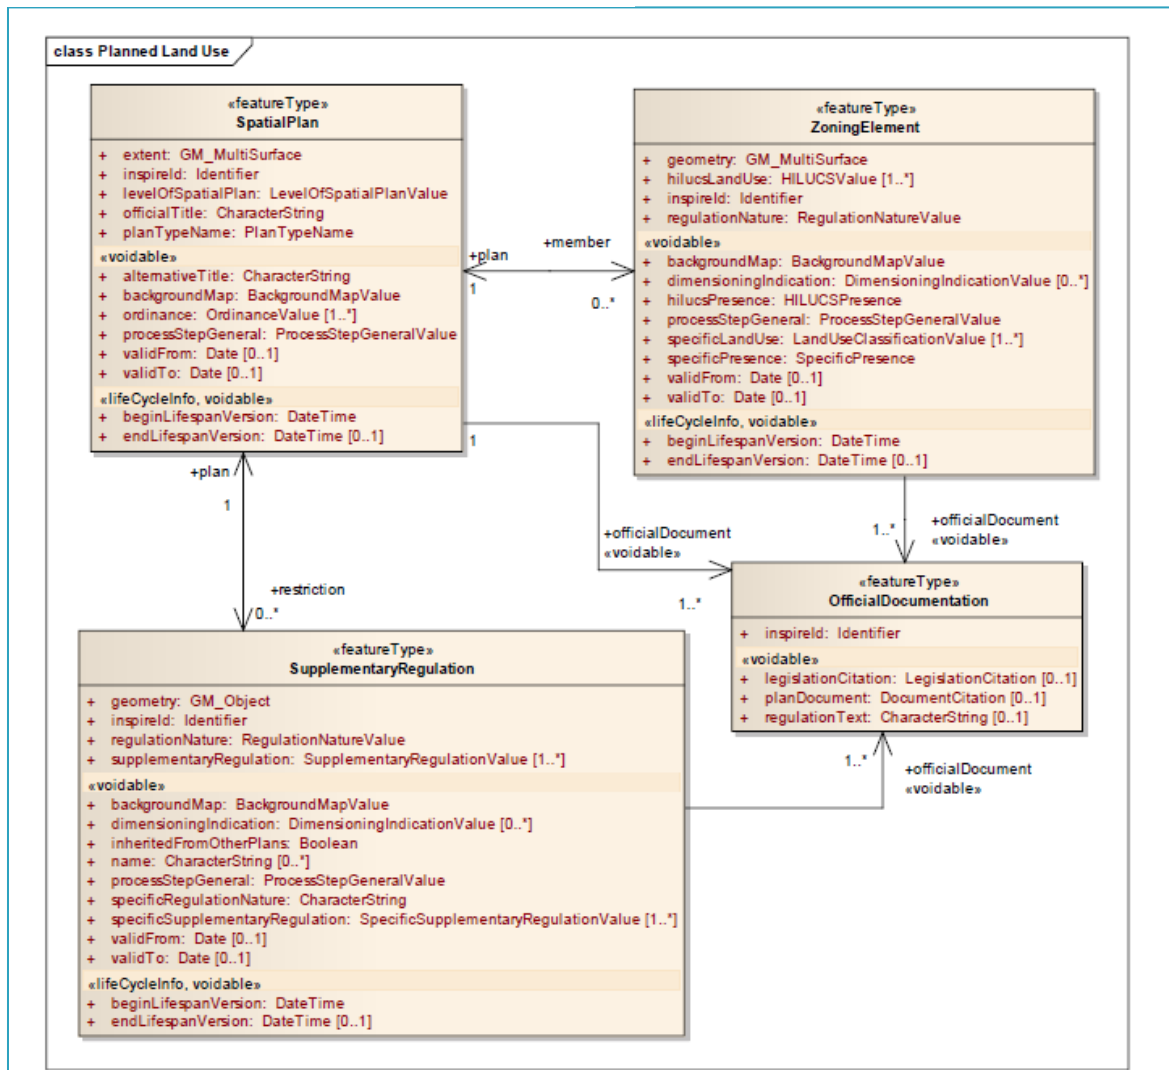 class Planned Land Use
«featureType»
SpatialPlan
+ extent: GM_MultiSurface
+ inspireId: Identifier
+ levelOfSpatialPlan: LevelOfSpatialPlanValue
+ officialTitle: CharacterString
+ planTypeName: PlanTypeName
«voidable»
+ alternativeTitle: CharacterString
+ backgroundMap: BackgroundMapValue
+ ordinance: OrdinanceValue [1..*]
+ processStepGeneral: ProcessStepGeneralValue
+ validFrom: Date [0..1]
+ validTo: Date [0..1]
«lifeCycleInfo, voidable»
+ beginLifespanVersion: DateTime
+ endLifespanVersion: DateTime [0..1]
+plan
1
+member
0..*
«featureType»
ZoningElement
+ geometry: GM_MultiSurface
+ hilucsLandUse: HILUCSValue [1..*]
+ inspireId: Identifier
+ regulationNature: RegulationNatureValue
«voidable»
+ backgroundMap: BackgroundMapValue
+ dimensioningIndication: DimensioningIndicationValue [0..*]
+ hilucsPresence: HILUCSPresence
+ processStepGeneral: ProcessStepGeneralValue
+ specificLandUse: LandUseClassificationValue [1..*]
+ specificPresence: SpecificPresence
+ validFrom: Date [0..1]
+ validTo: Date [0..1]
«lifeCycleInfo, voidable»
+ beginLifespanVersion: DateTime
+ endLifespanVersion: DateTime [0..1]
+plan
1
1
+officialDocument
«voidable»
1..*
1..*
+officialDocument
«voidable»
+restriction
0..*
«featureType»
OfficialDocumentation
+ inspireId: Identifier
«voidable»
+ legislationCitation: LegislationCitation [0..1]
+ planDocument: DocumentCitation [0..1]
+ regulationText: CharacterString [0..1]
«featureType»
SupplementaryRegulation
+ geometry: GM_Object
+ inspireId: Identifier
+ regulationNature: RegulationNatureValue
+ supplementaryRegulation: SupplementaryRegulationValue [1..*]
«voidable»
+ backgroundMap: BackgroundMapValue
+ dimensioningIndication: DimensioningIndicationValue [0..*]
+ inheritedFromOtherPlans: Boolean
+ name: CharacterString [0..*]
+ processStepGeneral: ProcessStepGeneralValue
+ specificRegulationNature: CharacterString
+ specificSupplementaryRegulation: SpecificSupplementaryRegulationValue [1..*]
+ validFrom: Date [0..1]
+ validTo: Date [0..1]
«lifeCycleInfo, voidable»
+ beginLifespanVersion: DateTime
+ endLifespanVersion: DateTime [0..1]
1..*
+officialDocument
«voidable»